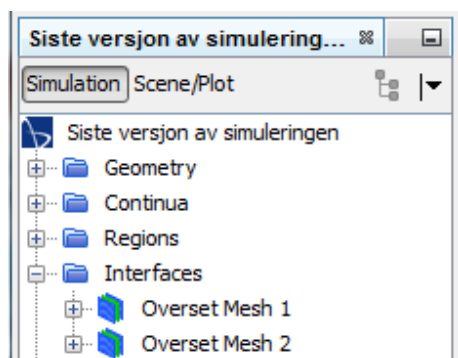 Siste versjon av simulering...
Simulation Scene/Plot
Siste versjon av simuleringen
Geometry
Continua
Regions
Interfaces
Overset Mesh 1
Overset Mesh 2